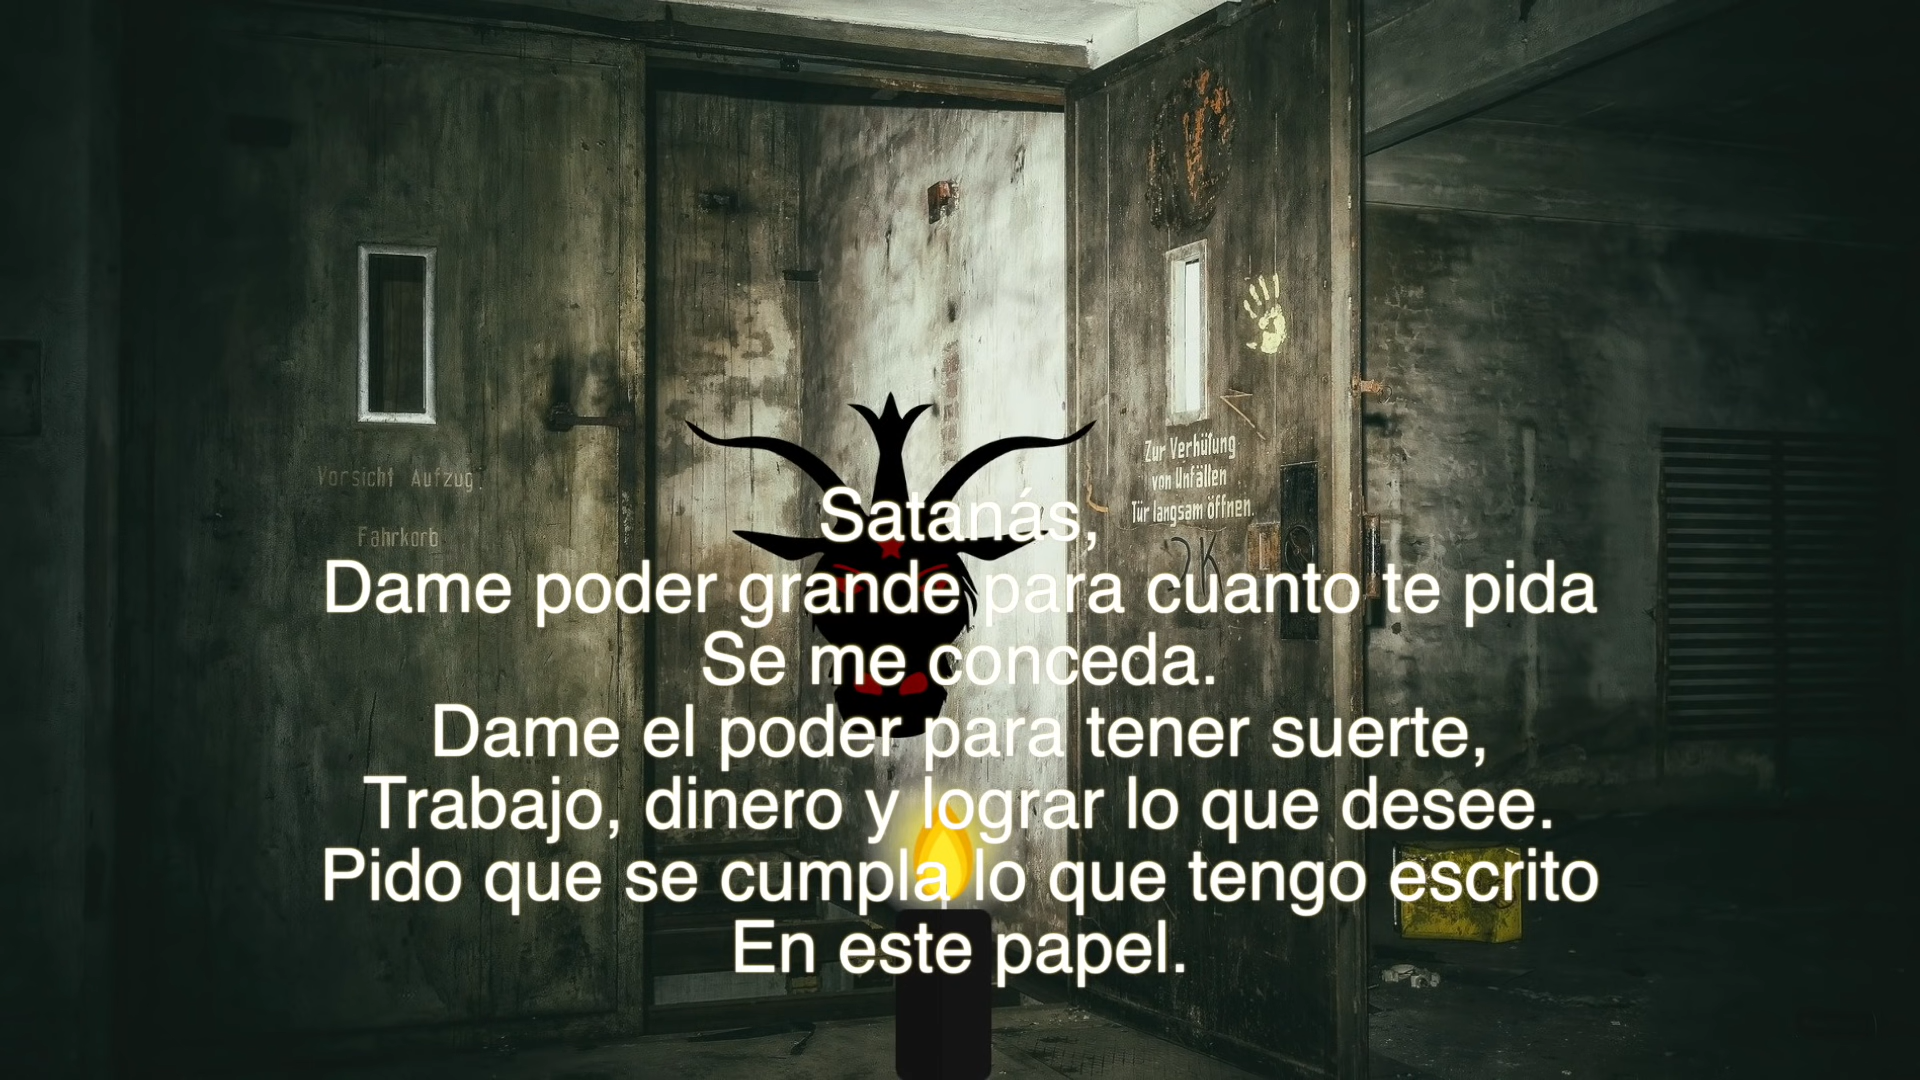 Vorsicht Aufzug.
Fahrkorb
Zur Verhütung
von Unfällen
Tür langsam öffnen.
2K
Satanás,
Dame poder grande para cuanto te pida
Se me conceda.
Dame el poder para tener suerte,
Trabajo, dinero y lograr lo que desee.
Pido que se cumpla lo que tengo escrito
En este papel.